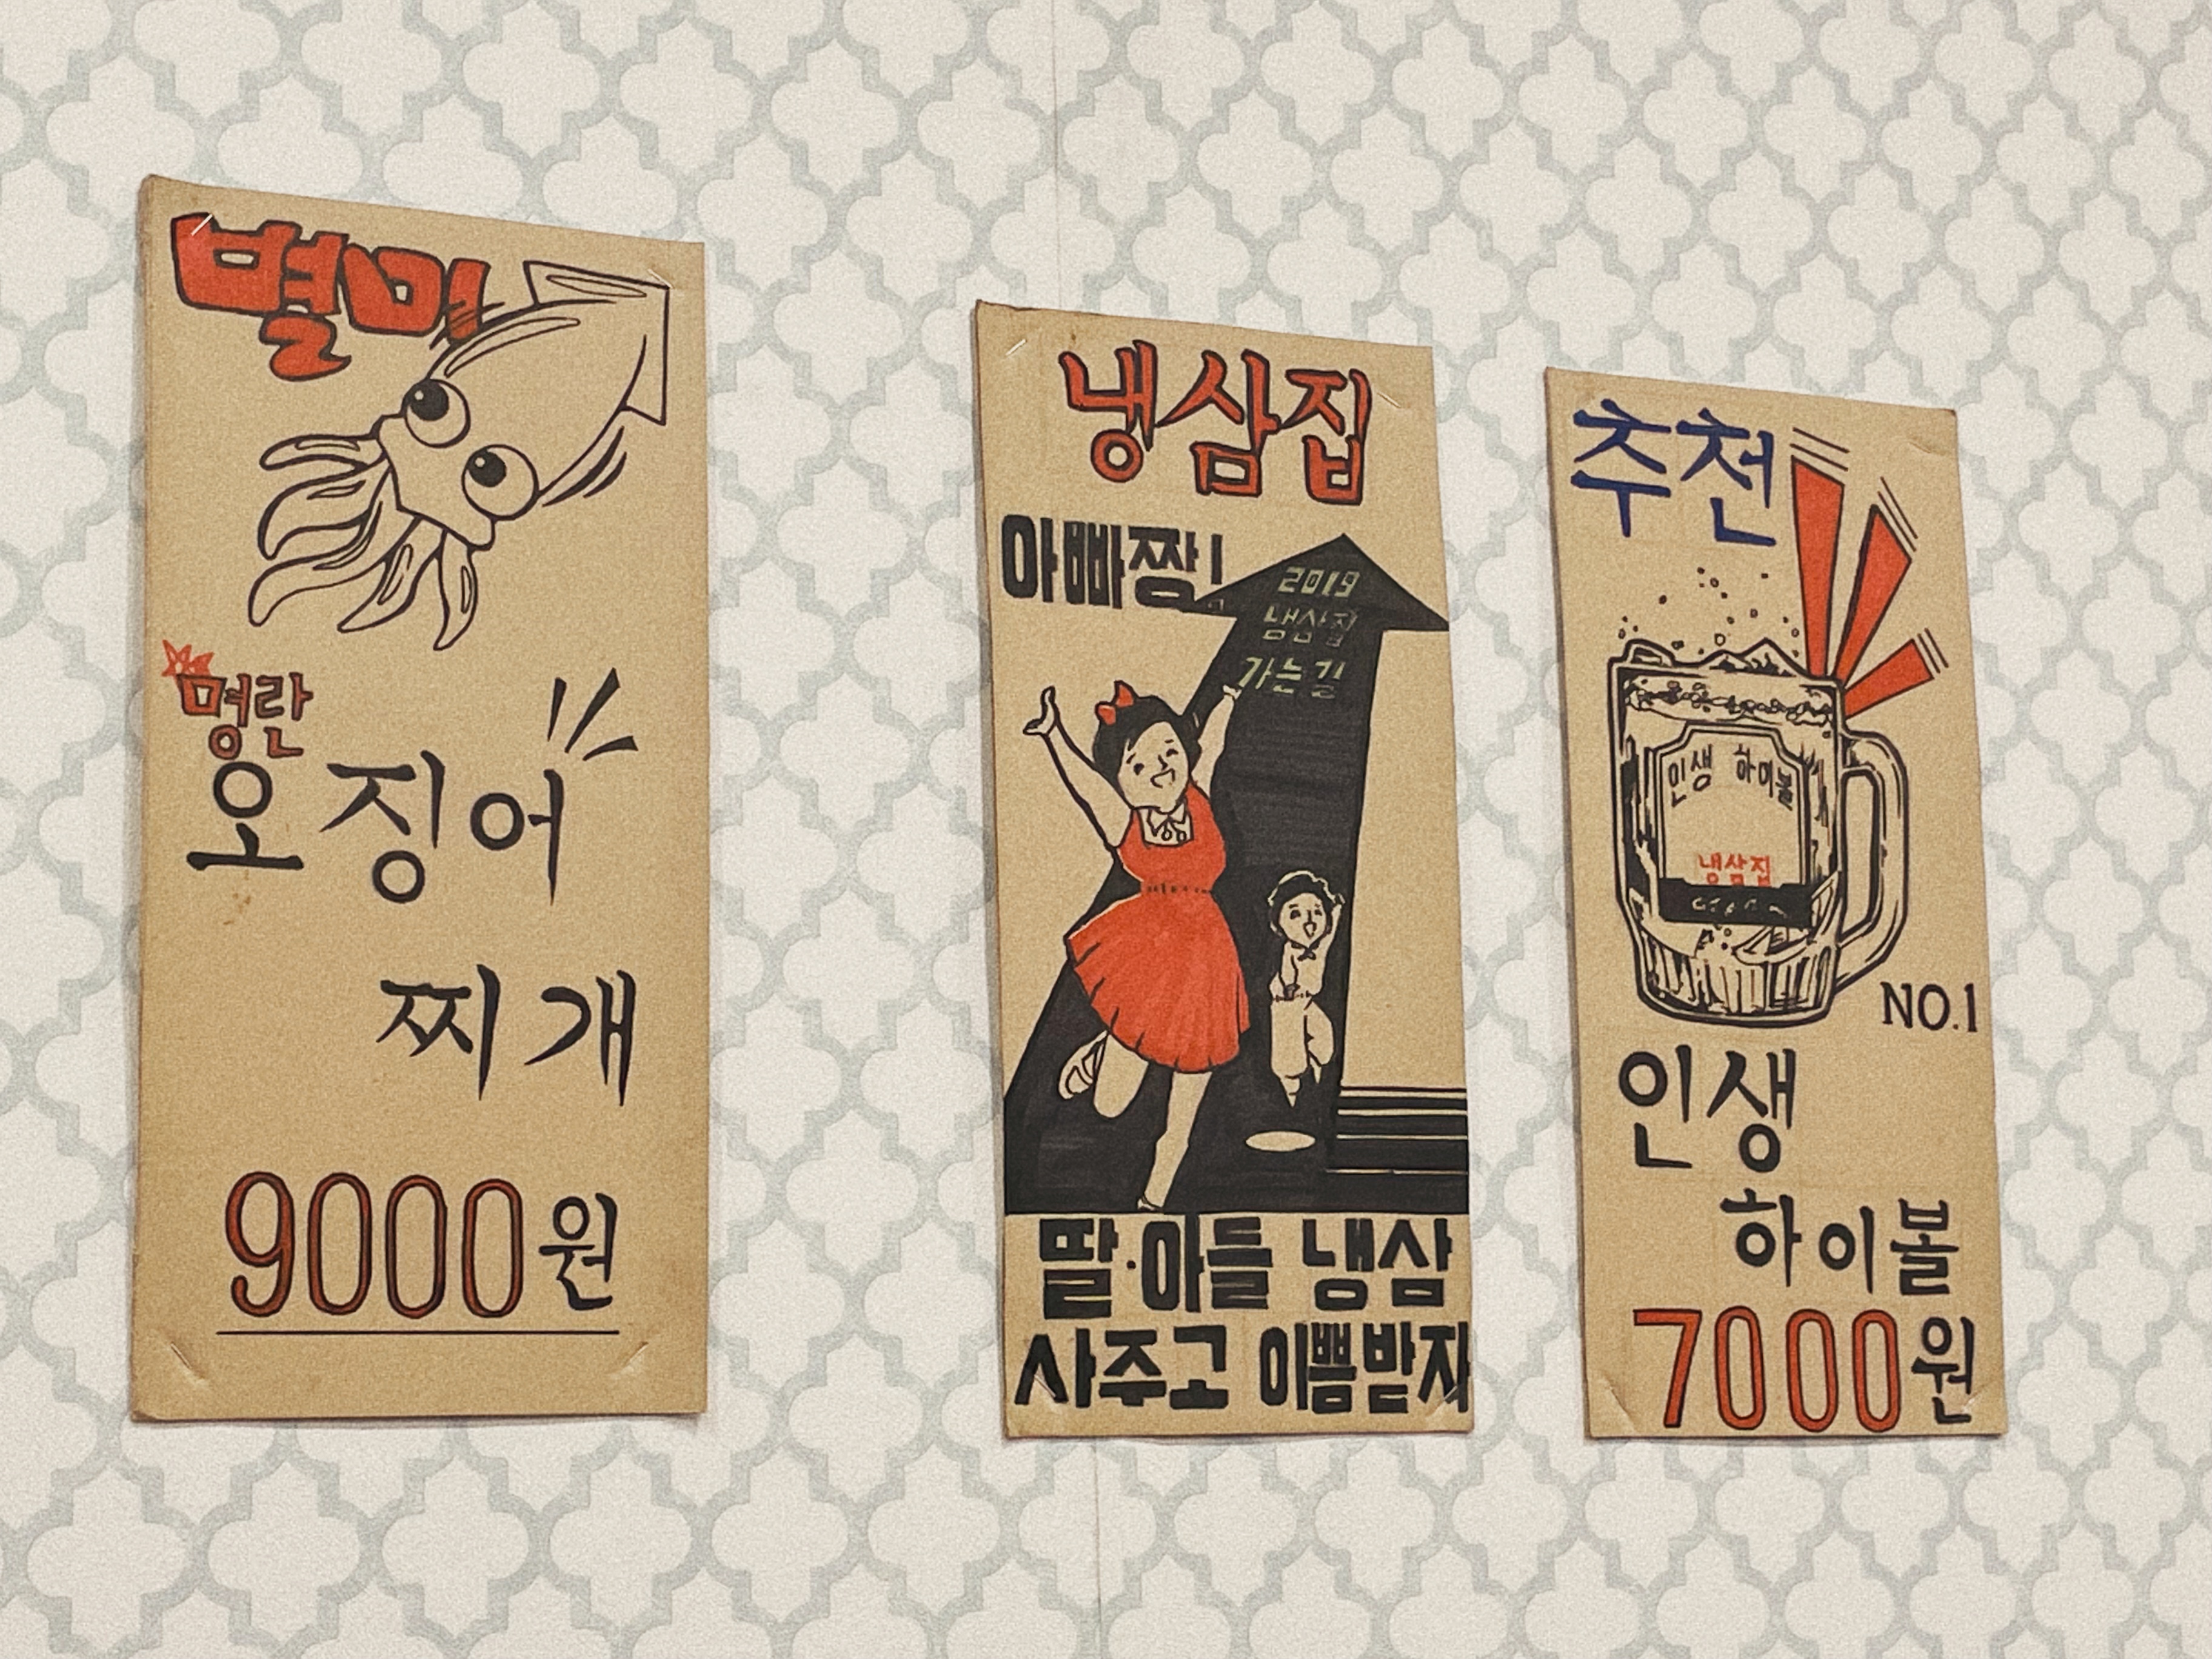 별미
명란
오징어
찌개
9000원
냉삼집
아빠짱!
2019
냉삼집
가는길
딸·아들 냉삼
사주고 이쁨받자
추천
인생 하이볼
냉삼집
NO.1
인생
하이볼
7000원